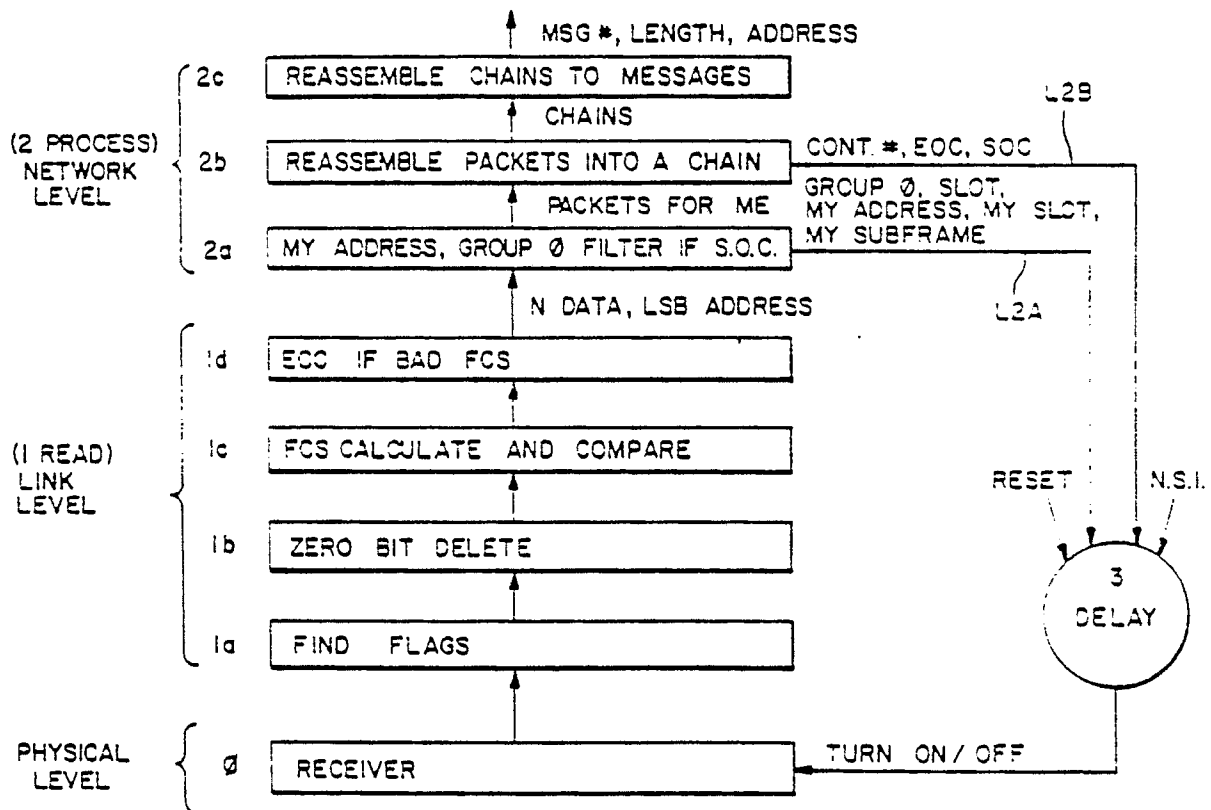 MSG #, LENGTH, ADDRESS
2c REASSEMBLE CHAINS TO MESSAGES
CHAINS
L2B
(2 PROCESS)
NETWORK
LEVEL
2b REASSEMBLE PACKETS INTO A CHAIN
CONT. #, EOC, SOC
PACKETS FOR ME
GROUP Ø, SLOT,
MY ADDRESS, MY SLOT,
MY SUBFRAME
2a MY ADDRESS, GROUP Ø FILTER IF S.O.C.
L2A
N DATA, LSB ADDRESS
1d ECC IF BAD FCS
(1 READ)
LINK
LEVEL
1c FCS CALCULATE AND COMPARE
RESET
N.S.I.
1b ZERO BIT DELETE
3
DELAY
1a FIND FLAGS
PHYSICAL
LEVEL
Ø RECEIVER
TURN ON / OFF